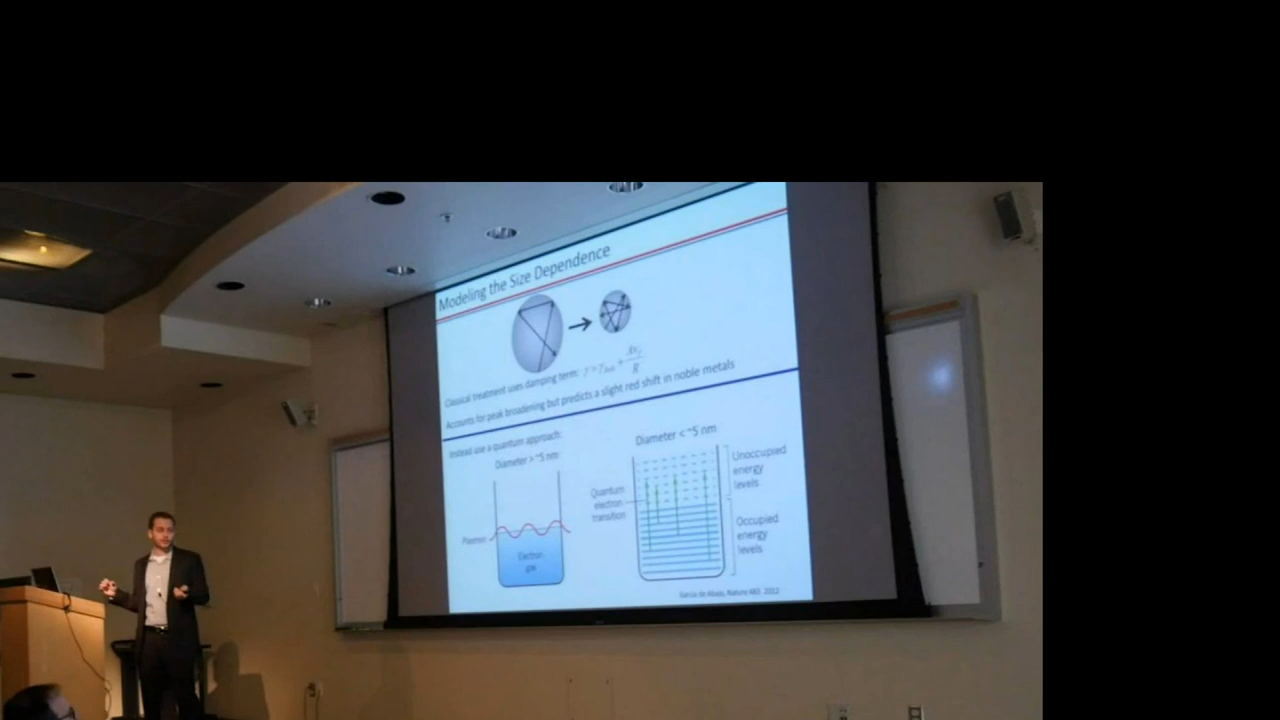 Modeling the Size Dependence
Classical treatment uses damping term: γ = γbulk + AvF / R
Accounts for peak broadening but predicts a slight red shift in noble metals
Instead use a quantum approach:
Diameter > ~5 nm
Plasmon
Electron
gas
Diameter < ~5 nm
Quantum
electron
transition
Unoccupied
energy
levels
Occupied
energy
levels
Garcia de Abajo, Nature 483 2012